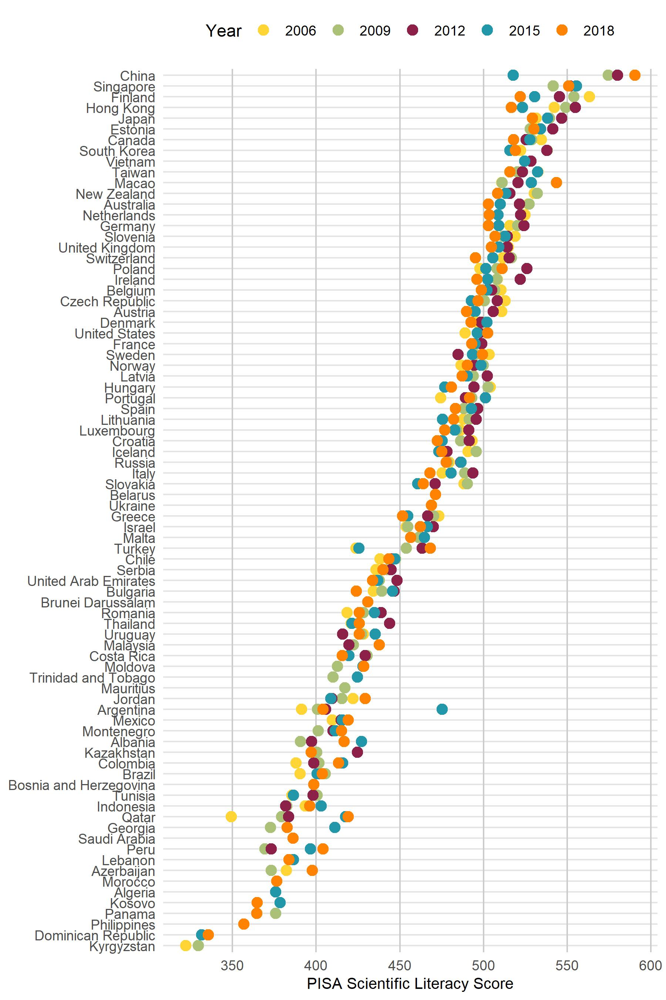 Year 2006 2009 2012 2015 2018
China
Singapore
Finland
Hong Kong
Japan
Estonia
Canada
South Korea
Vietnam
Taiwan
Macao
New Zealand
Australia
Netherlands
Germany
Slovenia
United Kingdom
Switzerland
Poland
Ireland
Belgium
Czech Republic
Austria
Denmark
United States
France
Sweden
Norway
Latvia
Hungary
Portugal
Spain
Lithuania
Luxembourg
Croatia
Iceland
Russia
Italy
Slovakia
Belarus
Ukraine
Greece
Israel
Malta
Turkey
Chile
Serbia
United Arab Emirates
Bulgaria
Brunei Darussalam
Romania
Thailand
Uruguay
Malaysia
Costa Rica
Moldova
Trinidad and Tobago
Mauritius
Jordan
Argentina
Mexico
Montenegro
Albania
Kazakhstan
Colombia
Brazil
Bosnia and Herzegovina
Tunisia
Indonesia
Qatar
Georgia
Saudi Arabia
Peru
Lebanon
Azerbaijan
Morocco
Algeria
Kosovo
Panama
Philippines
Dominican Republic
Kyrgyzstan
350 400 450 500 550 600
PISA Scientific Literacy Score